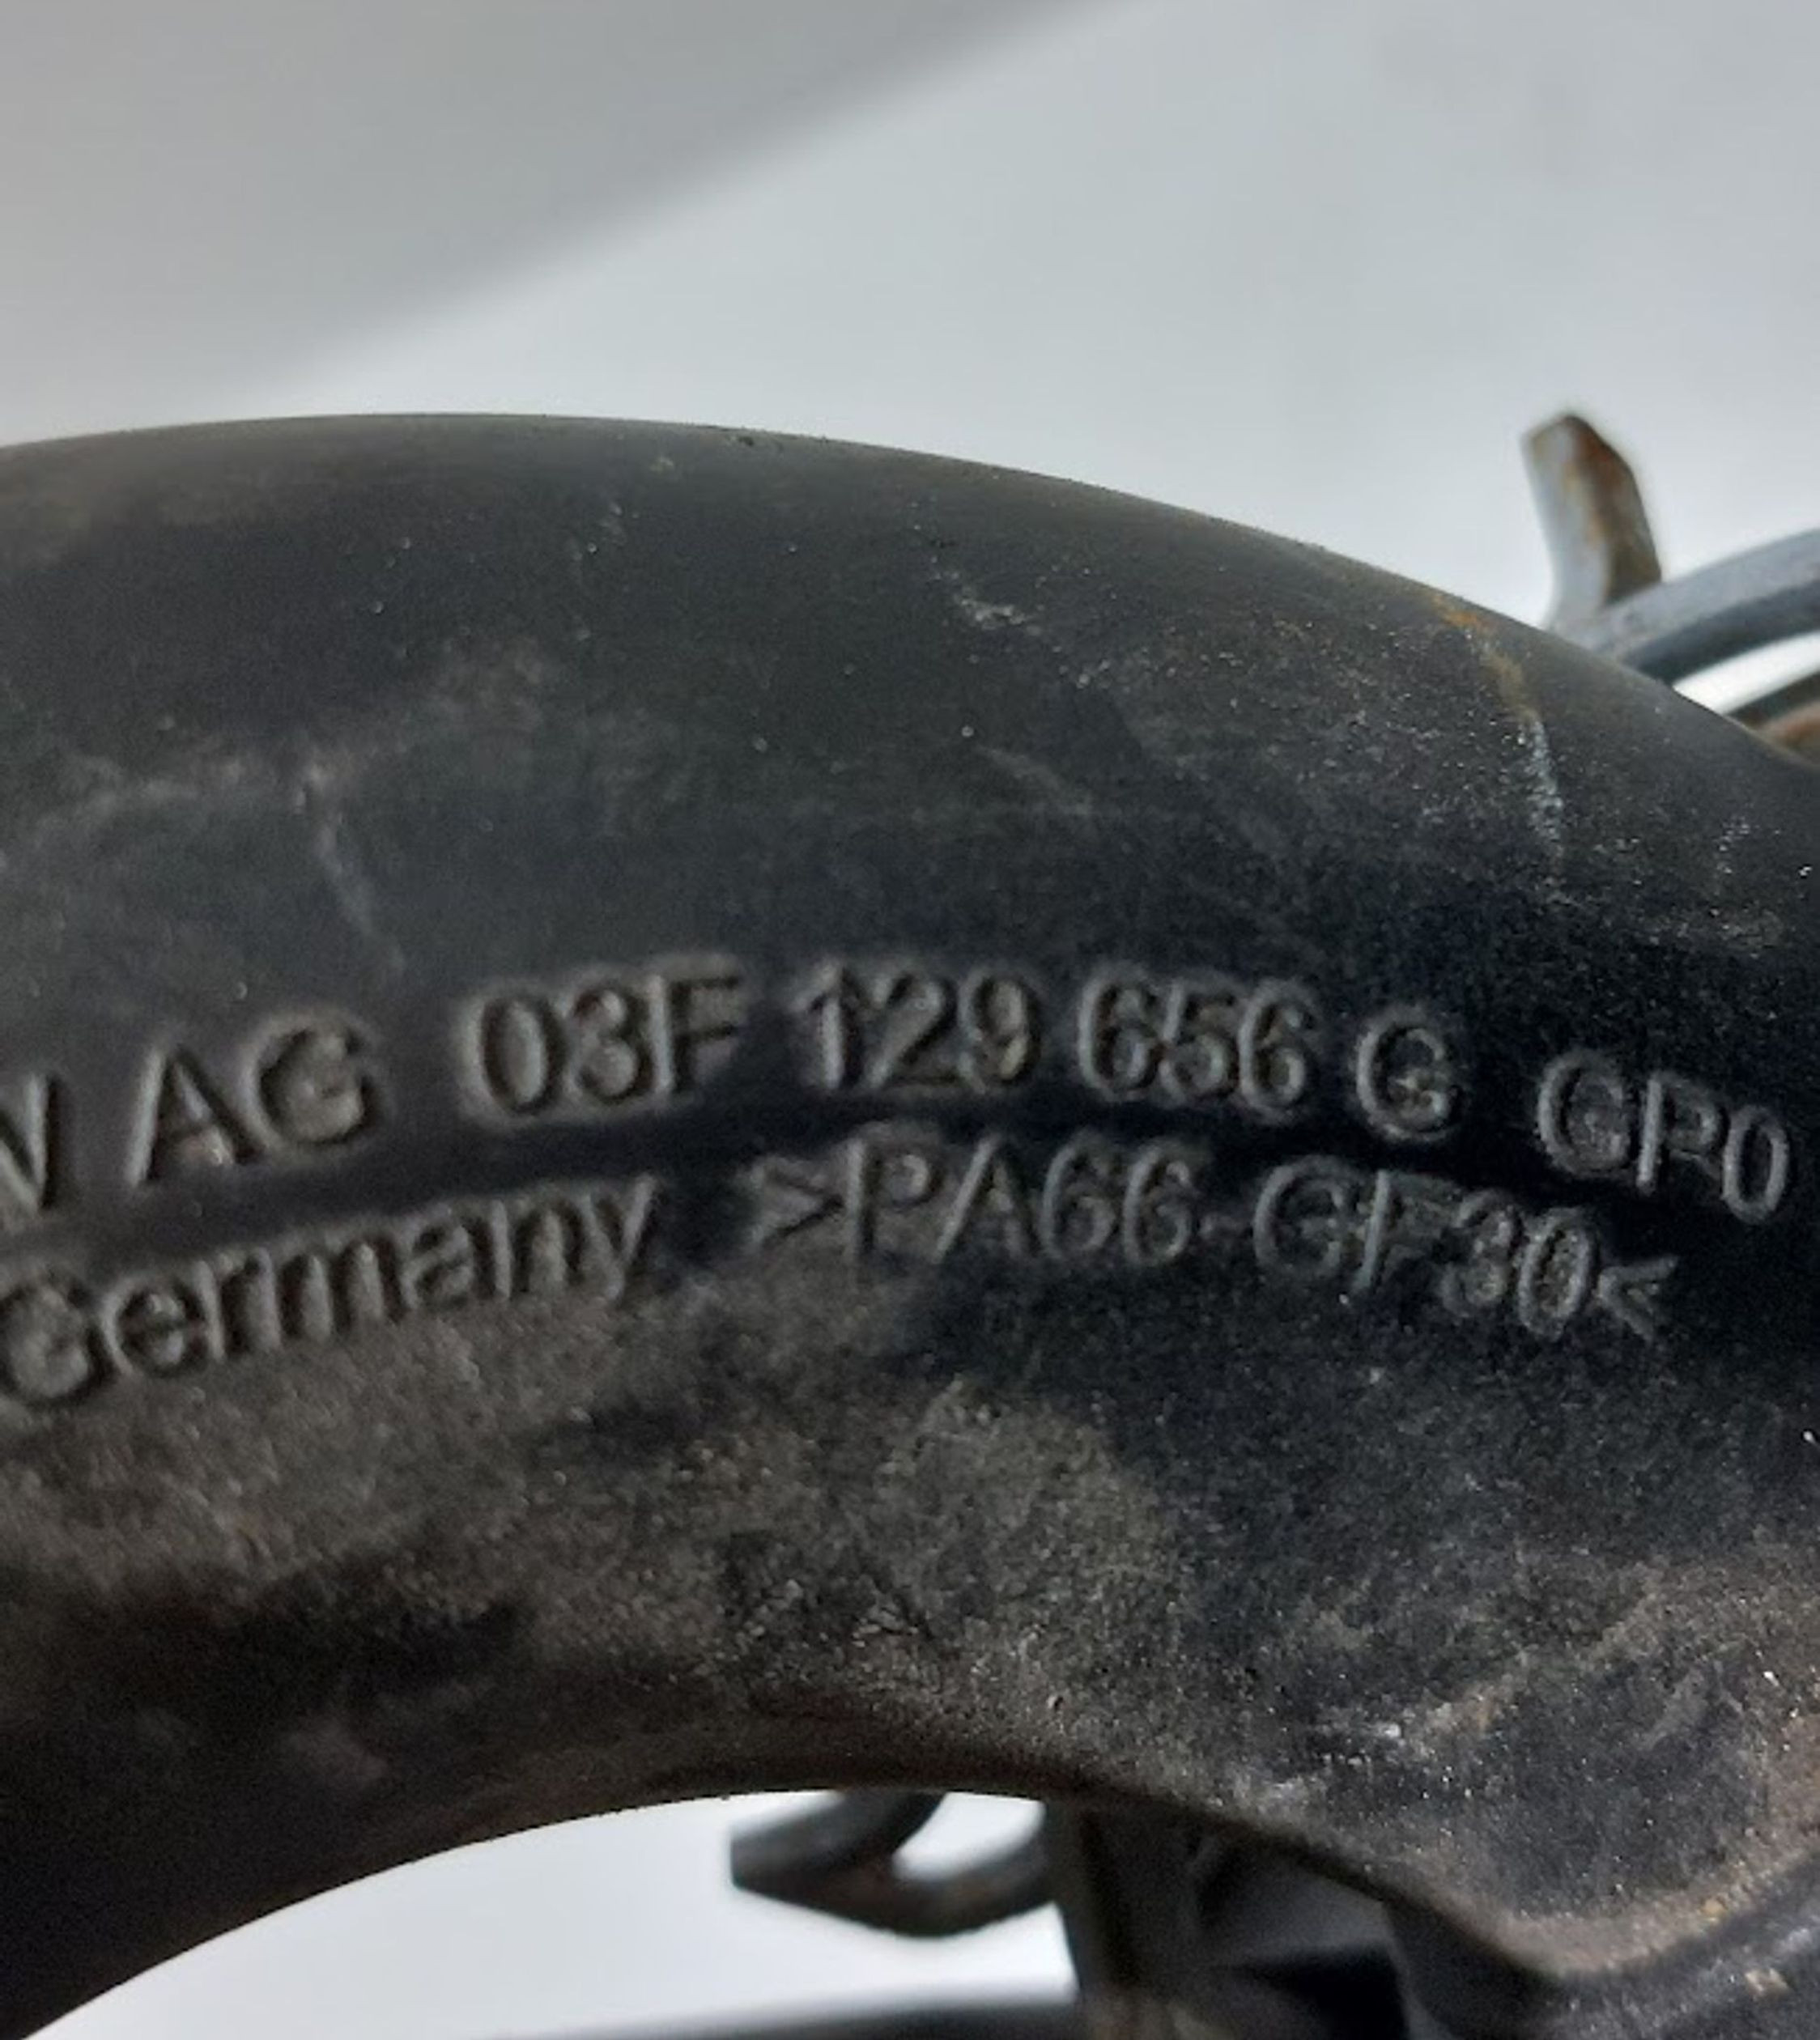 W AG 03F 129 656 G GP0
Germany >PA66-GF30<